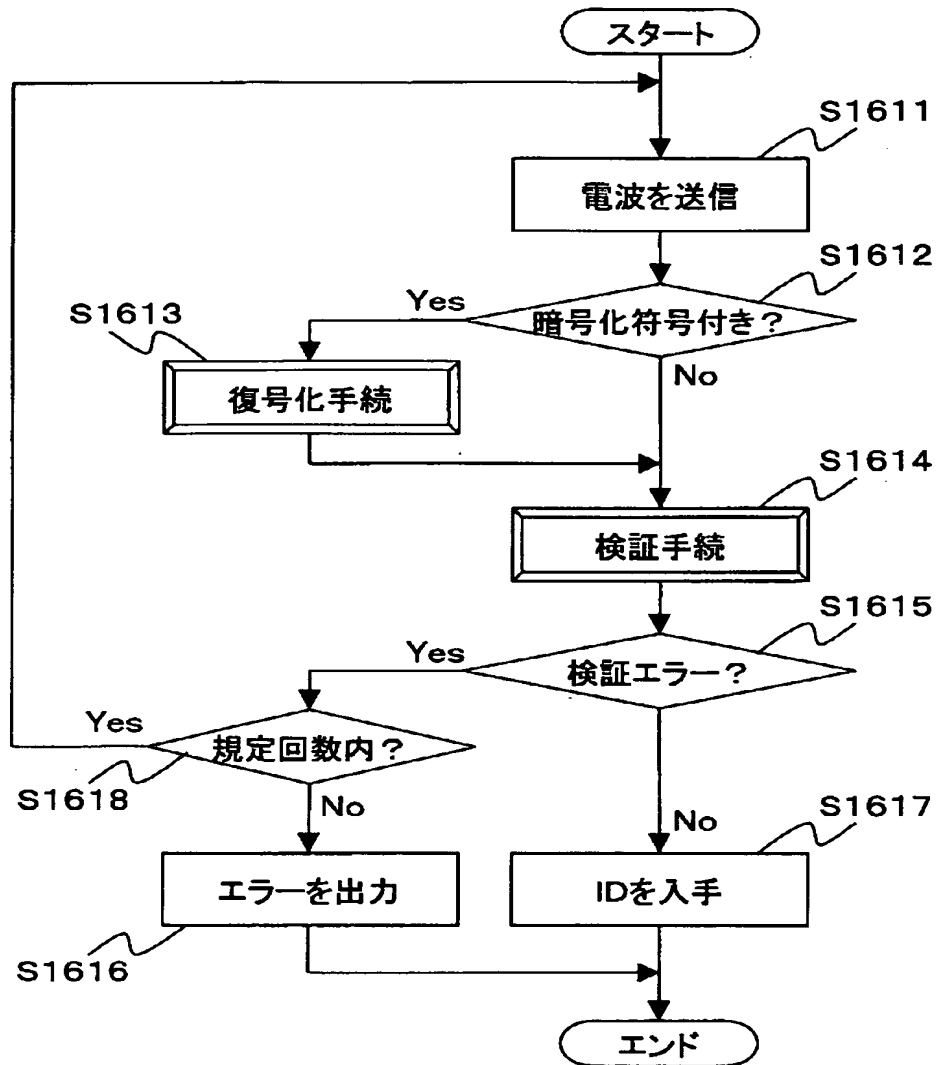 スタート
S1611
電波を送信
S1612
Yes
暗号化符号付き？
S1613
No
復号化手続
S1614
検証手続
S1615
Yes
検証エラー？
Yes
規定回数内？
S1618
No
No
S1617
エラーを出力
IDを入手
S1616
エンド